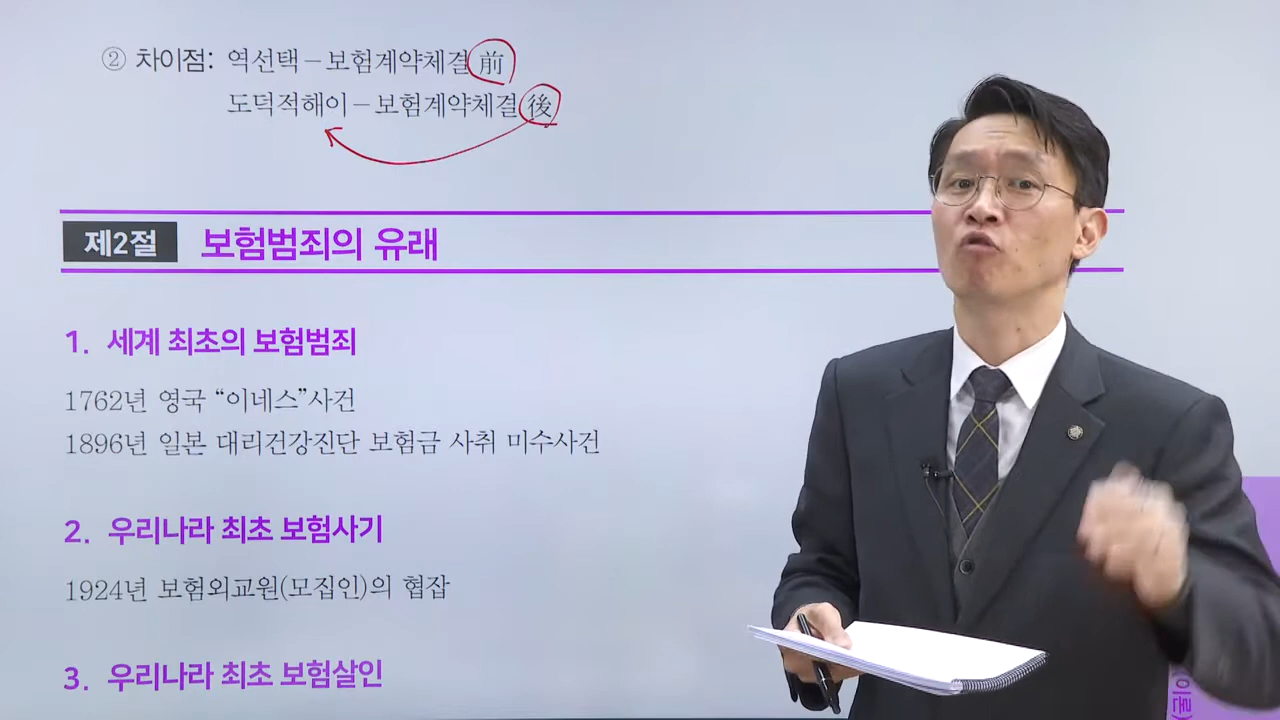 ② 차이점: 역선택 – 보험계약체결 前
도덕적해이 – 보험계약체결 後
제2절 보험범죄의 유래
1. 세계 최초의 보험범죄
1762년 영국 “이네스”사건
1896년 일본 대리건강진단 보험금 사취 미수사건
2. 우리나라 최초 보험사기
1924년 보험외교원(모집인)의 협잡
3. 우리나라 최초 보험살인
이론